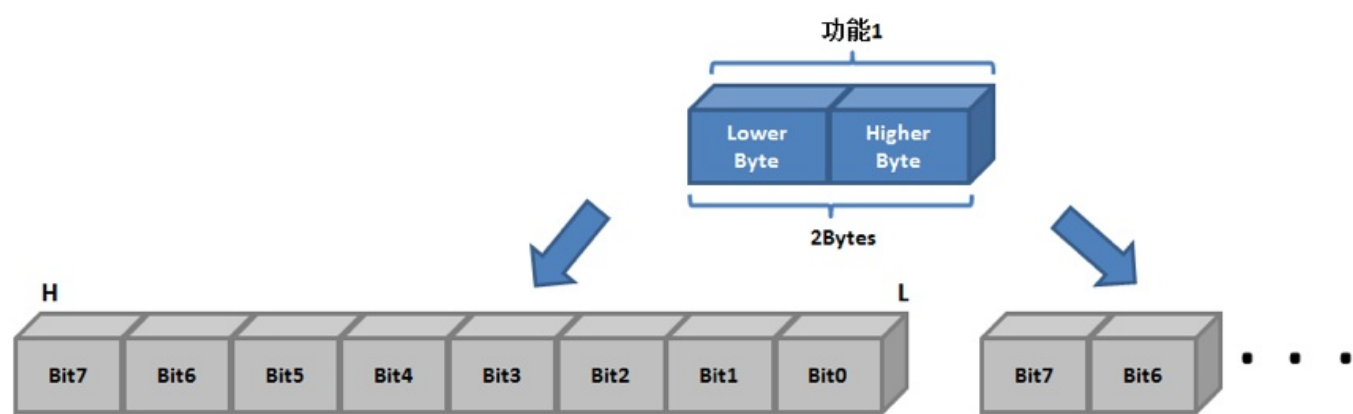 功能1
Lower
Byte
Higher
Byte
2Bytes
H
L
Bit7
Bit6
Bit5
Bit4
Bit3
Bit2
Bit1
Bit0
Bit7
Bit6
. . .